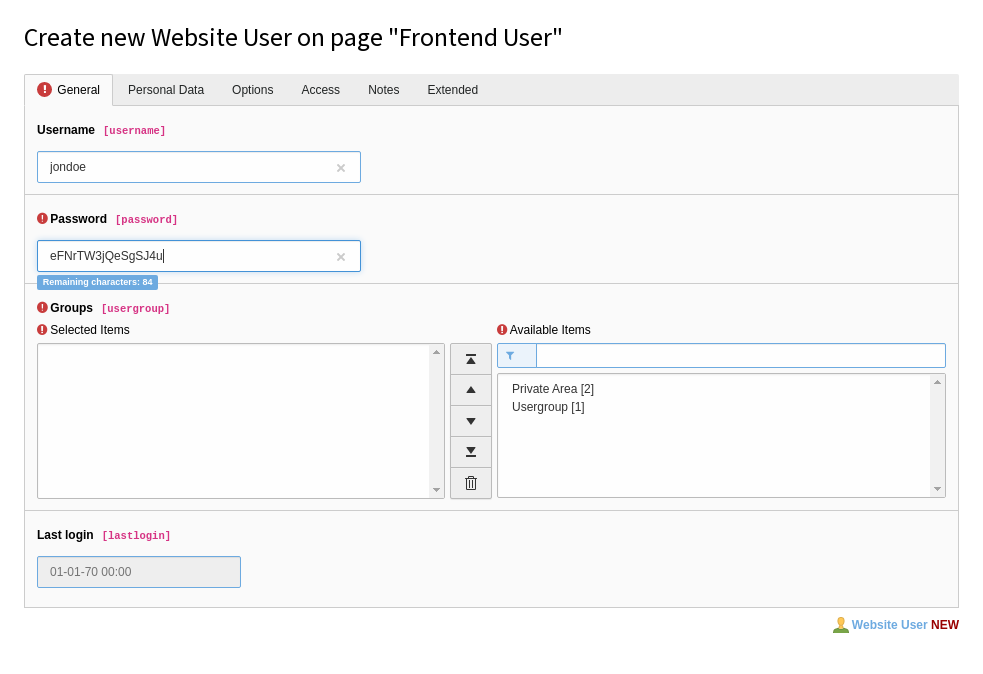 Create new Website User on page "Frontend User"
General Personal Data Options Access Notes Extended
Username [username]
jondoe
Password [password]
eFNrTW3jQeSgSJ4u
Remaining characters: 84
Groups [usergroup]
Selected Items Available Items
Private Area [2]
Usergroup [1]
Last login [lastlogin]
01-01-70 00:00
Website User NEW